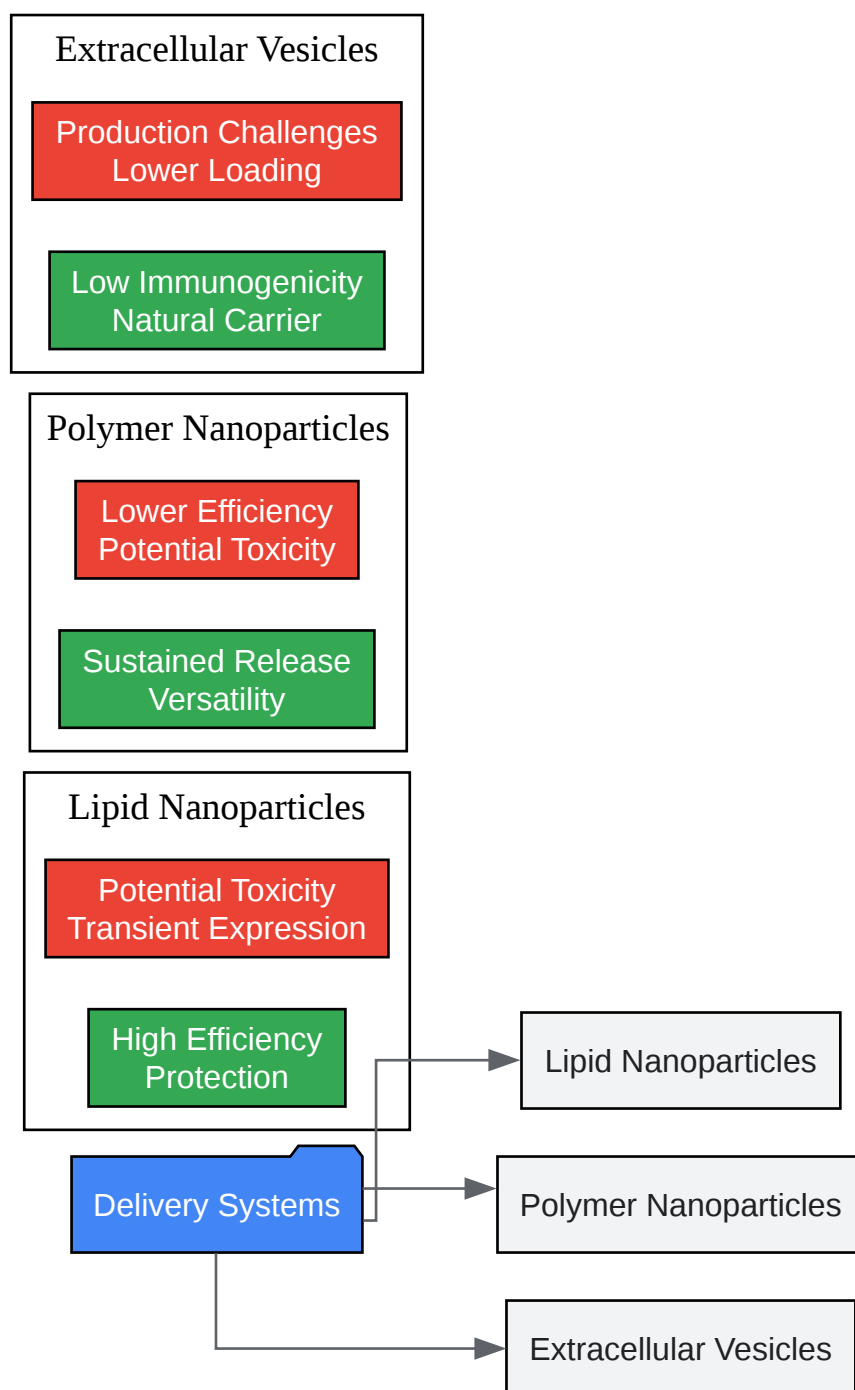 Extracellular Vesicles
Production Challenges
Lower Loading
Low Immunogenicity
Natural Carrier
Polymer Nanoparticles
Lower Efficiency
Potential Toxicity
Sustained Release
Versatility
Lipid Nanoparticles
Potential Toxicity
Transient Expression
High Efficiency
Protection
Lipid Nanoparticles
Delivery Systems
Polymer Nanoparticles
Extracellular Vesicles